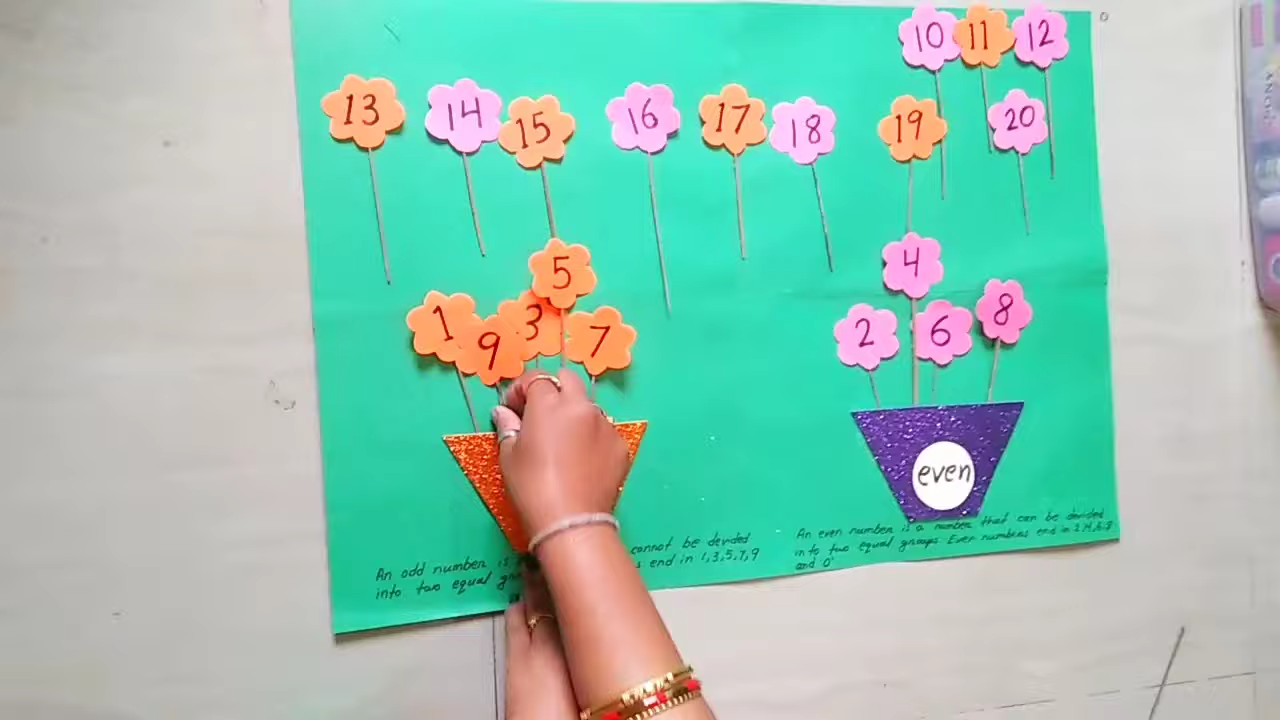 10 11 12
13 14 15 16 17 18 19 20
5 4
1 9 3 7 2 6 8
even
An odd number is cannot be devided
into two equal s end in 1,3,5,7,9
An even number is a number that can be devided
into two equal groups. Even numbers end in 2,4,6,8
and 0'